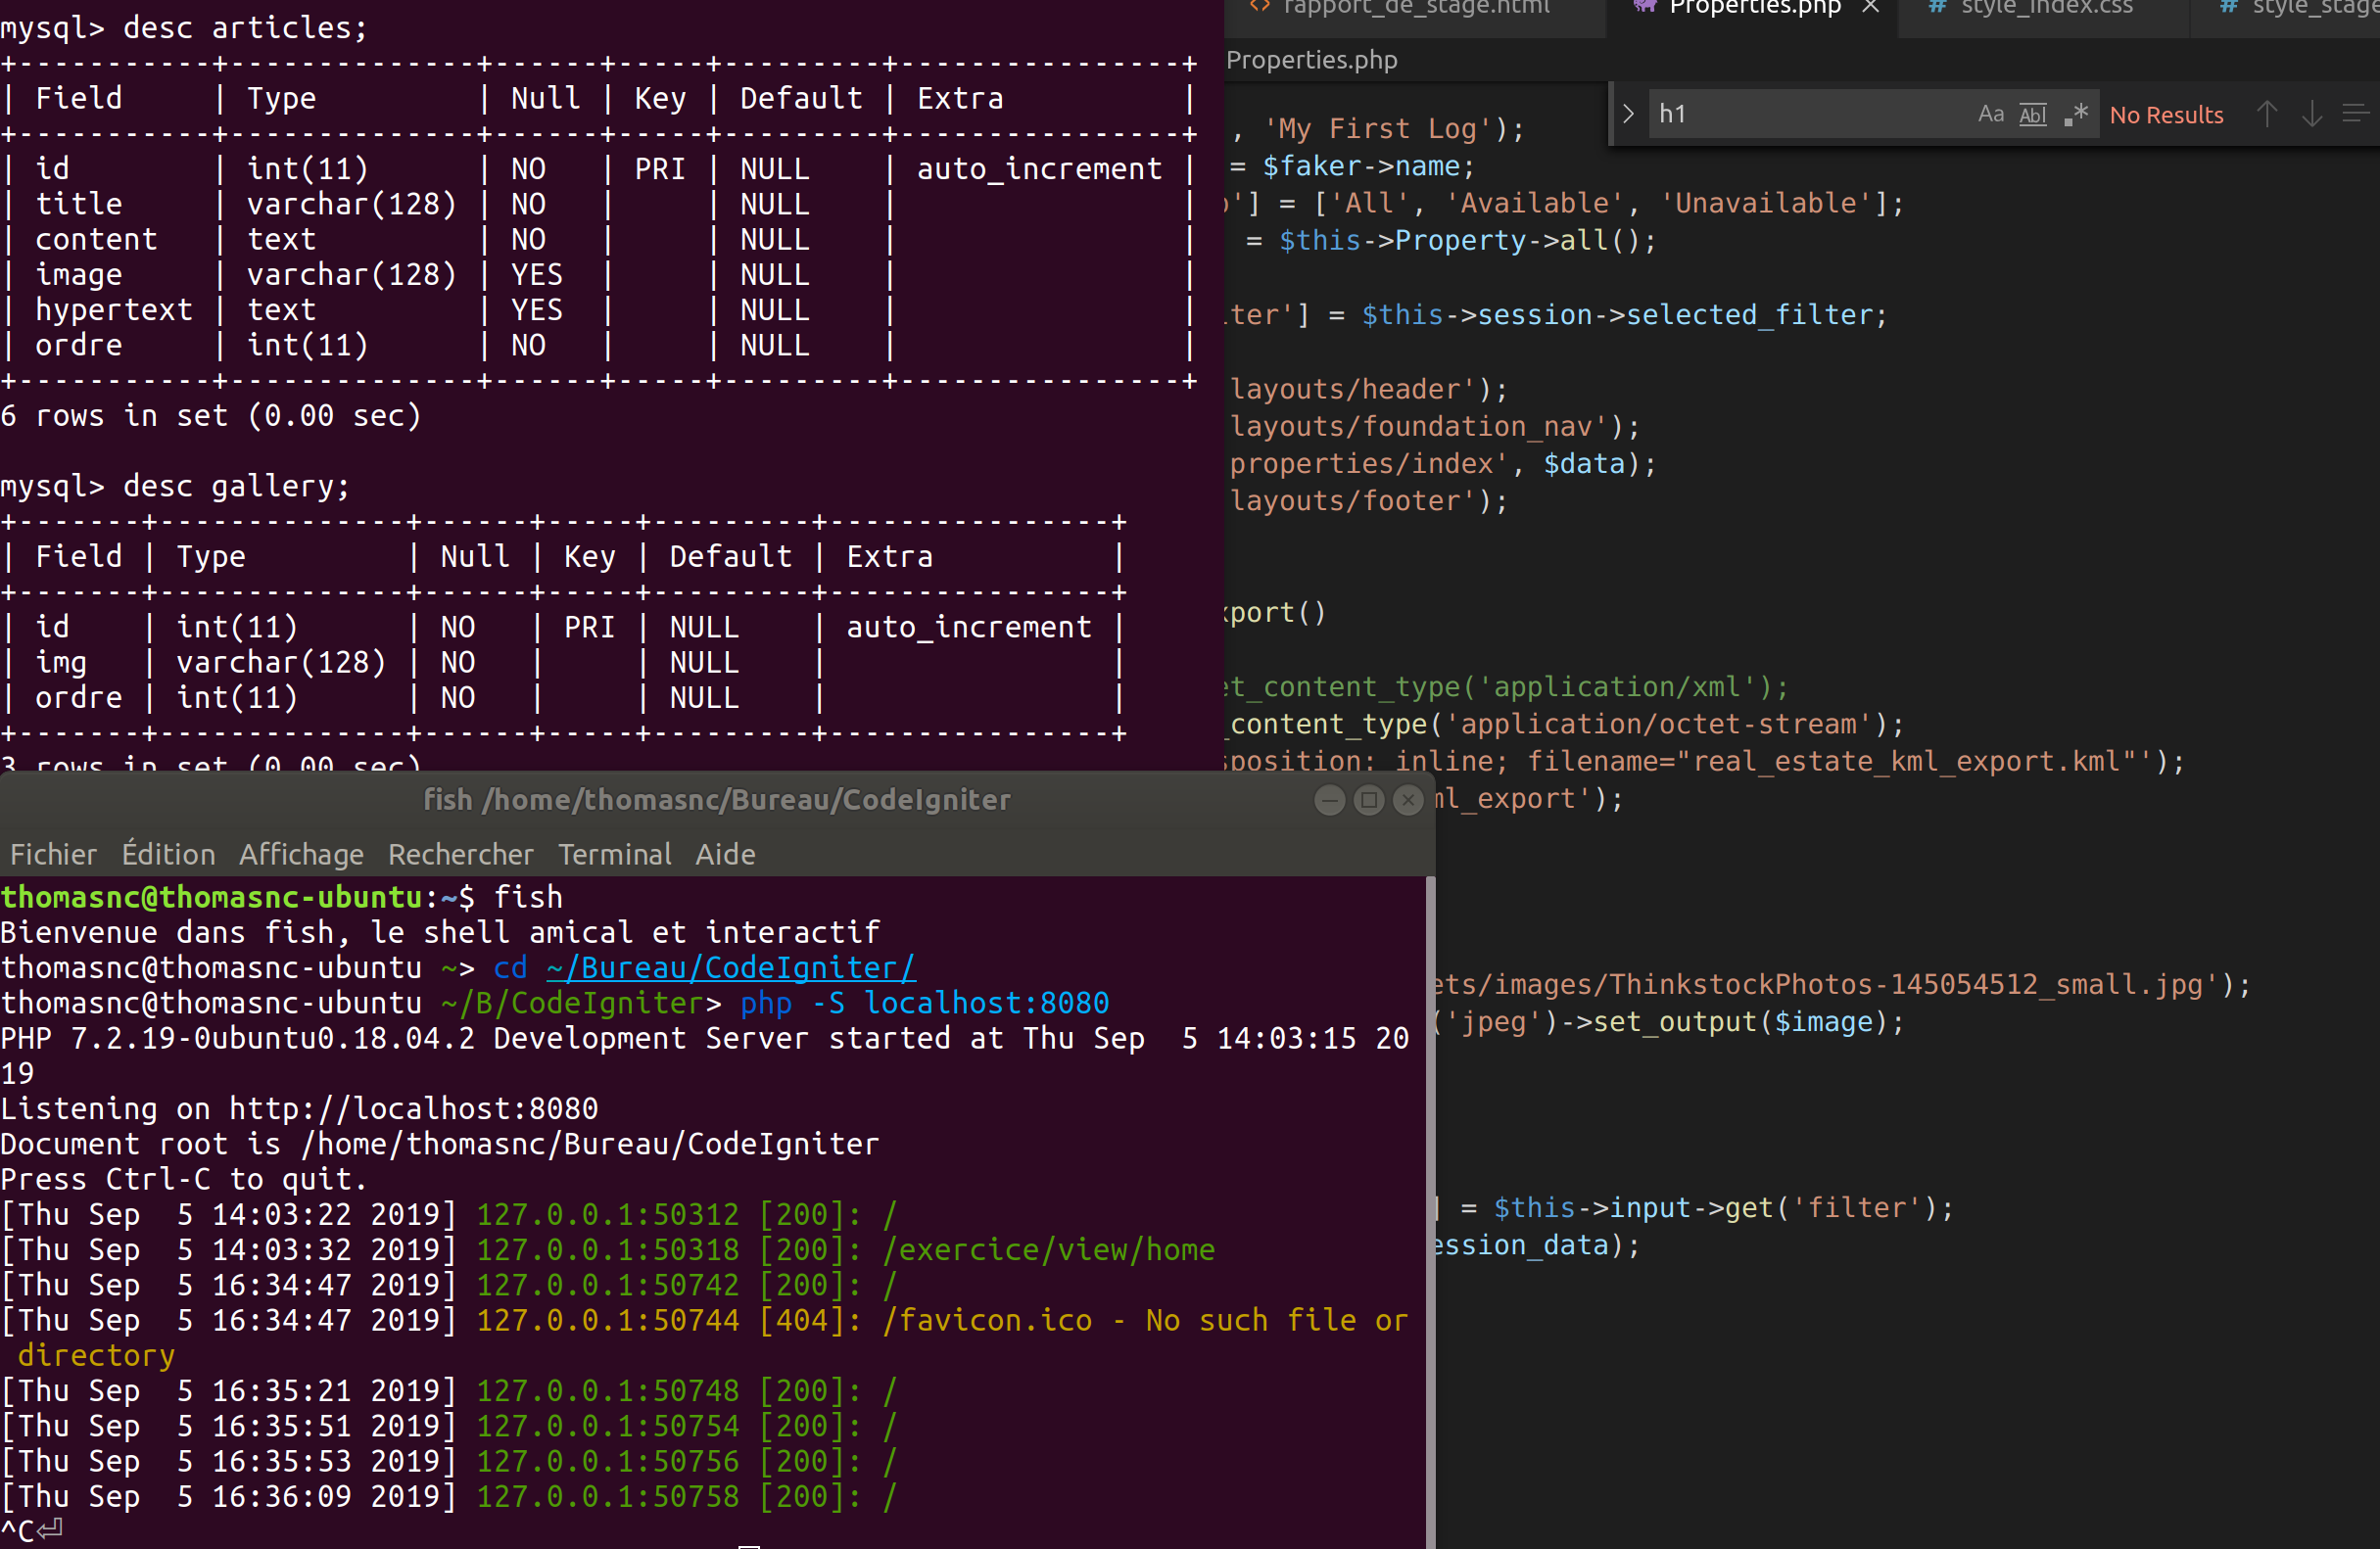 mysql> desc articles;
+-----------+--------------+------+-----+---------+----------------+
| Field     | Type         | Null | Key | Default | Extra          |
+-----------+--------------+------+-----+---------+----------------+
| id        | int(11)      | NO   | PRI | NULL    | auto_increment |
| title     | varchar(128) | NO   |     | NULL    |                |
| content   | text         | NO   |     | NULL    |                |
| image     | varchar(128) | YES  |     | NULL    |                |
| hypertext | text         | YES  |     | NULL    |                |
| ordre     | int(11)      | NO   |     | NULL    |                |
+-----------+--------------+------+-----+---------+----------------+
6 rows in set (0.00 sec)
mysql> desc gallery;
+-------+--------------+------+-----+---------+----------------+
| Field | Type         | Null | Key | Default | Extra          |
+-------+--------------+------+-----+---------+----------------+
| id    | int(11)      | NO   | PRI | NULL    | auto_increment |
| img   | varchar(128) | NO   |     | NULL    |                |
| ordre | int(11)      | NO   |     | NULL    |                |
+-------+--------------+------+-----+---------+----------------+
3 rows in set (0.00 sec)
fish /home/thomasnc/Bureau/CodeIgniter
Fichier Édition Affichage Rechercher Terminal Aide
thomasnc@thomasnc-ubuntu:~$ fish
Bienvenue dans fish, le shell amical et interactif
thomasnc@thomasnc-ubuntu ~> cd ~/Bureau/CodeIgniter/
thomasnc@thomasnc-ubuntu ~/B/CodeIgniter> php -S localhost:8080
PHP 7.2.19-0ubuntu0.18.04.2 Development Server started at Thu Sep  5 14:03:15 20
19
Listening on http://localhost:8080
Document root is /home/thomasnc/Bureau/CodeIgniter
Press Ctrl-C to quit.
[Thu Sep  5 14:03:22 2019] 127.0.0.1:50312 [200]: /
[Thu Sep  5 14:03:32 2019] 127.0.0.1:50318 [200]: /exercice/view/home
[Thu Sep  5 16:34:47 2019] 127.0.0.1:50742 [200]: /
[Thu Sep  5 16:34:47 2019] 127.0.0.1:50744 [404]: /favicon.ico - No such file or
 directory
[Thu Sep  5 16:35:21 2019] 127.0.0.1:50748 [200]: /
[Thu Sep  5 16:35:51 2019] 127.0.0.1:50754 [200]: /
[Thu Sep  5 16:35:53 2019] 127.0.0.1:50756 [200]: /
[Thu Sep  5 16:36:09 2019] 127.0.0.1:50758 [200]: /
^C⏎
<> rapport_de_stage.html Properties.php × # style_index.css # style_stage
Properties.php
> h1 Aa Abl .* No Results
, 'My First Log');
= $faker->name;
'] = ['All', 'Available', 'Unavailable'];
= $this->Property->all();
ter'] = $this->session->selected_filter;
layouts/header');
layouts/foundation_nav');
properties/index', $data);
layouts/footer');
xport()
et_content_type('application/xml');
_content_type('application/octet-stream');
sposition: inline; filename="real_estate_kml_export.kml"');
ml_export');
ets/images/ThinkstockPhotos-145054512_small.jpg');
('jpeg')->set_output($image);
] = $this->input->get('filter');
ession_data);